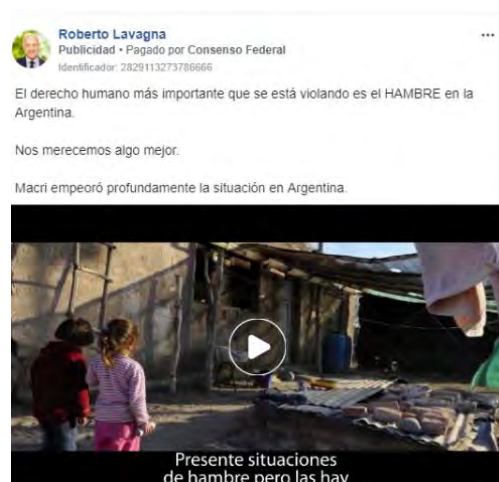 Roberto Lavagna
Publicidad • Pagado por Consenso Federal
Identificador: 2829113273786666
El derecho humano más importante que se está violando es el HAMBRE en la
Argentina.
Nos merecemos algo mejor.
Macri empeoró profundamente la situación en Argentina.
Presente situaciones
de hambre pero las hay